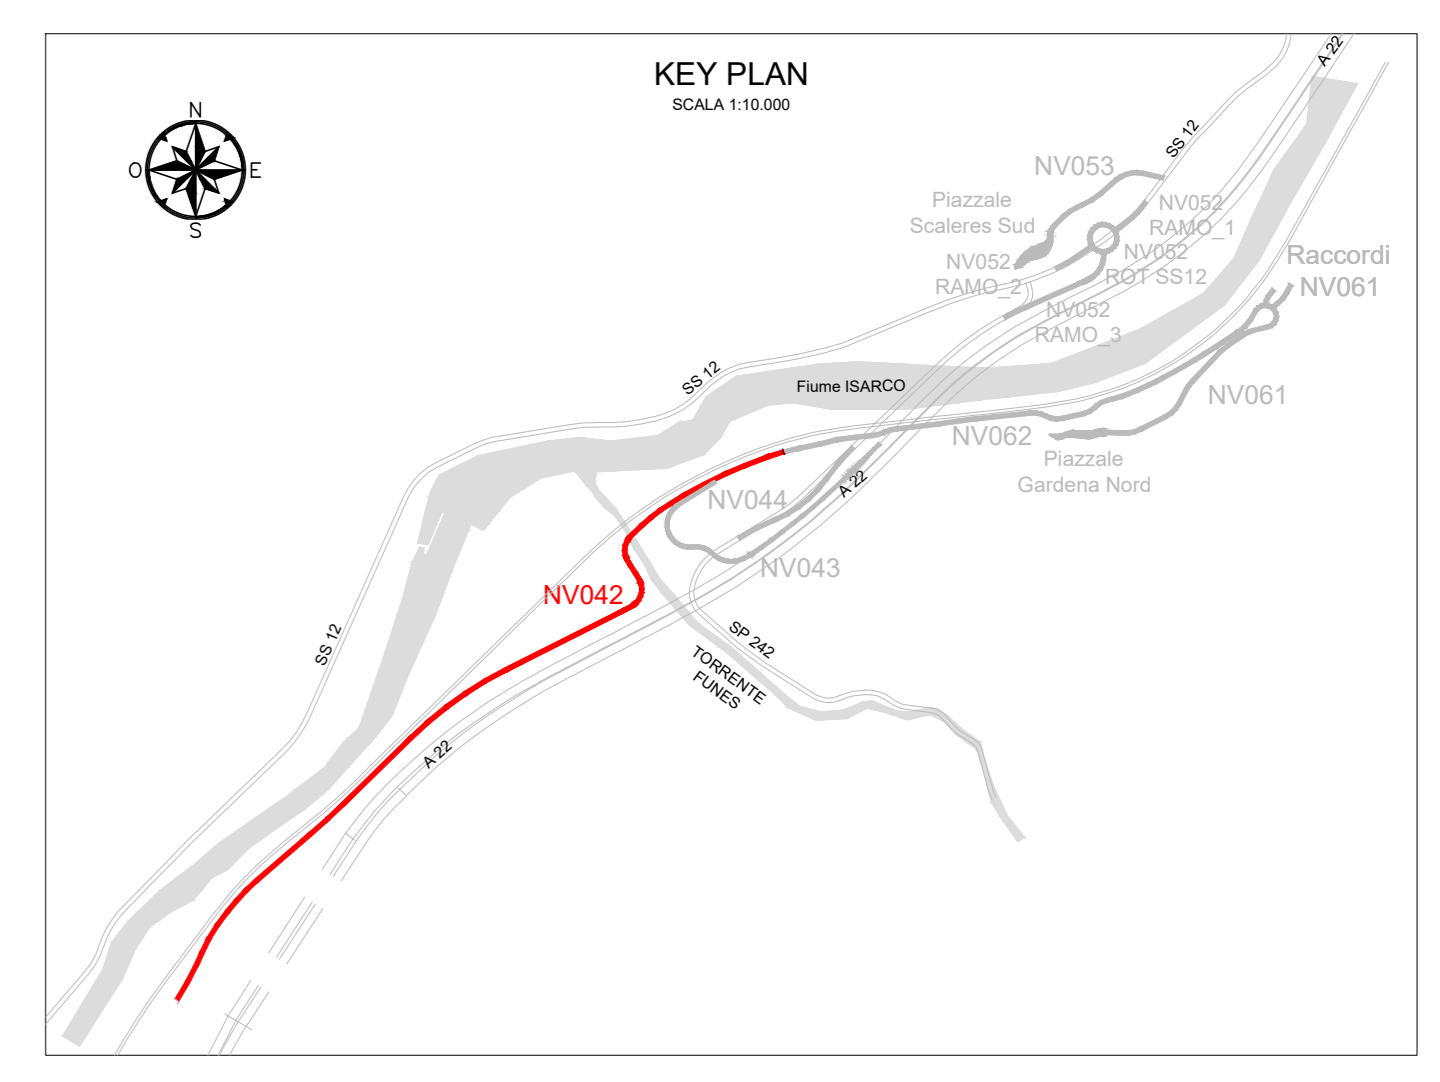 KEY PLAN
SCALA 1:10.000
N
O
E
S
A 22
SS 12
NV053
Piazzale
Scaleres Sud
NV052
RAMO_1
NV052
ROT SS12
NV052
RAMO_2
Raccordi
NV061
NV052
RAMO_3
SS 12
Fiume ISARCO
NV061
NV062
Piazzale
Gardena Nord
A 22
NV044
NV043
NV042
SS 12
SP 242
TORRENTE
FUNES
A 22